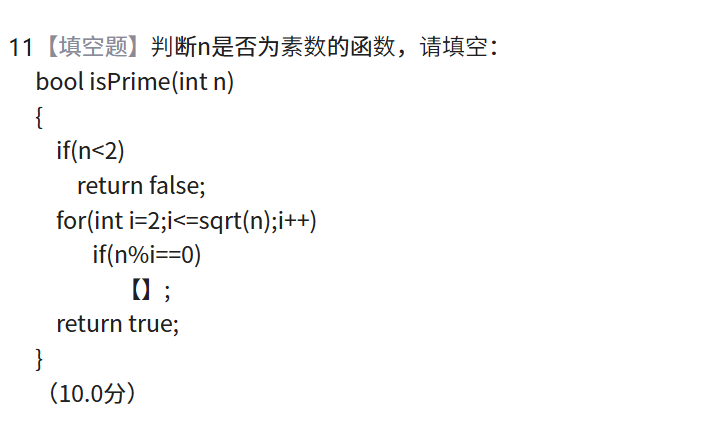 11【填空题】判断n是否为素数的函数，请填空：
bool isPrime(int n)
{
if(n<2)
return false;
for(int i=2;i<=sqrt(n);i++)
if(n%i==0)
【】;
return true;
}
（10.0分）